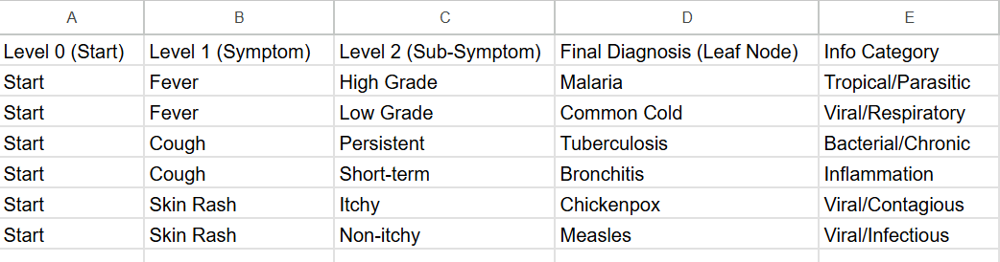 A B C D E
Level 0 (Start) Level 1 (Symptom) Level 2 (Sub-Symptom) Final Diagnosis (Leaf Node) Info Category
Start Fever High Grade Malaria Tropical/Parasitic
Start Fever Low Grade Common Cold Viral/Respiratory
Start Cough Persistent Tuberculosis Bacterial/Chronic
Start Cough Short-term Bronchitis Inflammation
Start Skin Rash Itchy Chickenpox Viral/Contagious
Start Skin Rash Non-itchy Measles Viral/Infectious